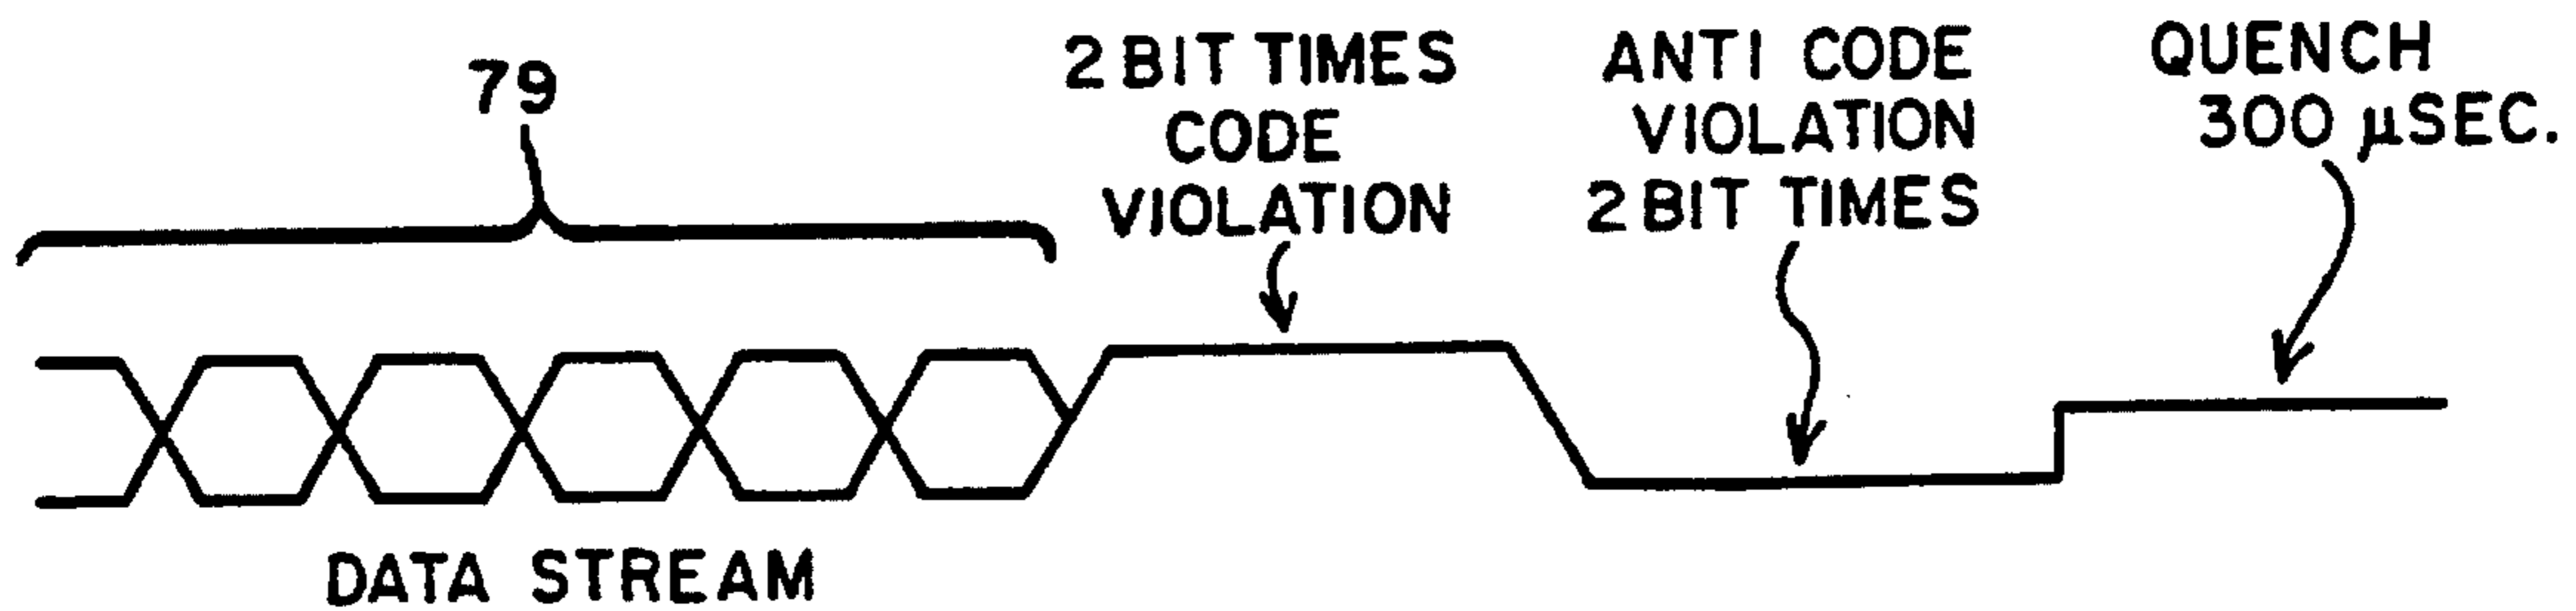 79
2 BIT TIMES
CODE
VIOLATION
ANTI CODE
VIOLATION
2 BIT TIMES
QUENCH
300 µSEC.
DATA STREAM